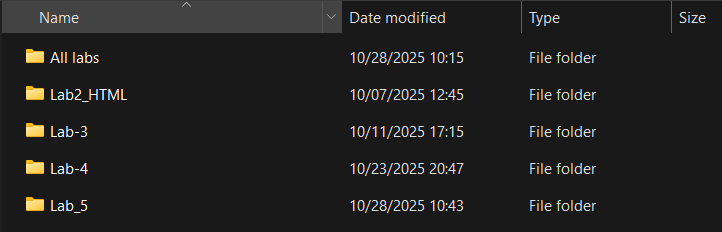 Name Date modified Type Size
All labs 10/28/2025 10:15 File folder
Lab2_HTML 10/07/2025 12:45 File folder
Lab-3 10/11/2025 17:15 File folder
Lab-4 10/23/2025 20:47 File folder
Lab_5 10/28/2025 10:43 File folder